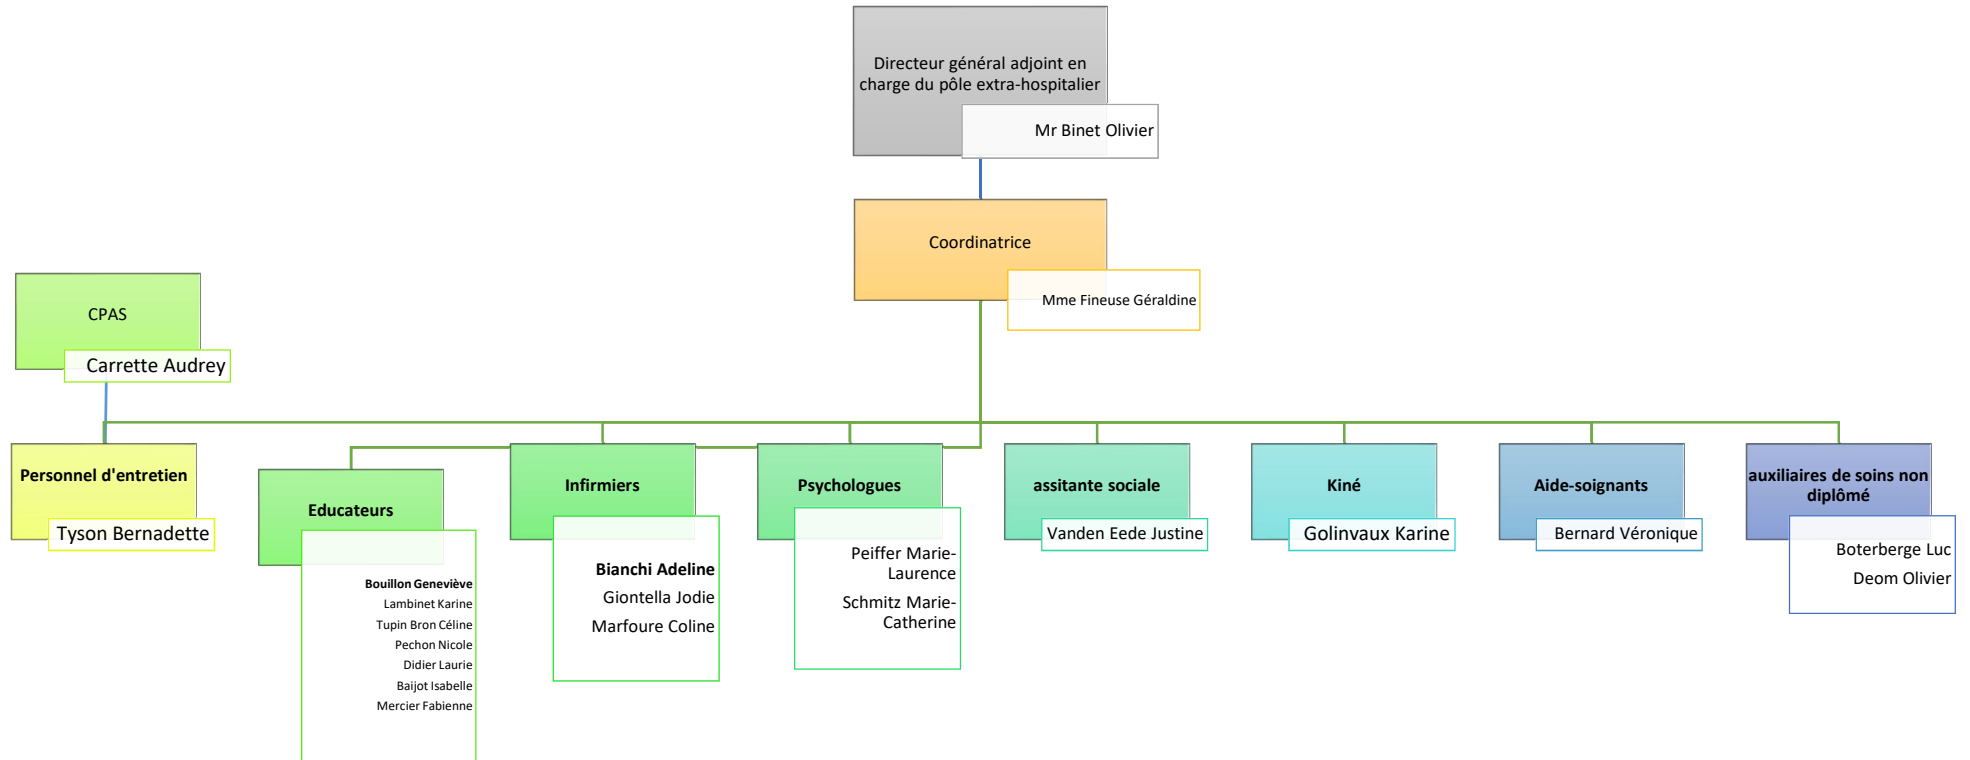 Directeur général adjoint en
charge du pôle extra-hospitalier
Mr Binet Olivier
Coordinatrice
Mme Fineuse Géraldine
CPAS
Carrette Audrey
Personnel d'entretien
Tyson Bernadette
Educateurs
Bouillon Geneviève
Lambinet Karine
Tupin Bron Céline
Pechon Nicole
Didier Laurie
Baijot Isabelle
Mercier Fabienne
Infirmiers
Bianchi Adeline
Giontella Jodie
Marfoure Coline
Psychologues
Peiffer Marie-
Laurence
Schmitz Marie-
Catherine
assitante sociale
Vanden Eede Justine
Kiné
Golinvaux Karine
Aide-soignants
Bernard Véronique
auxiliaires de soins non
diplômé
Boterberge Luc
Deom Olivier